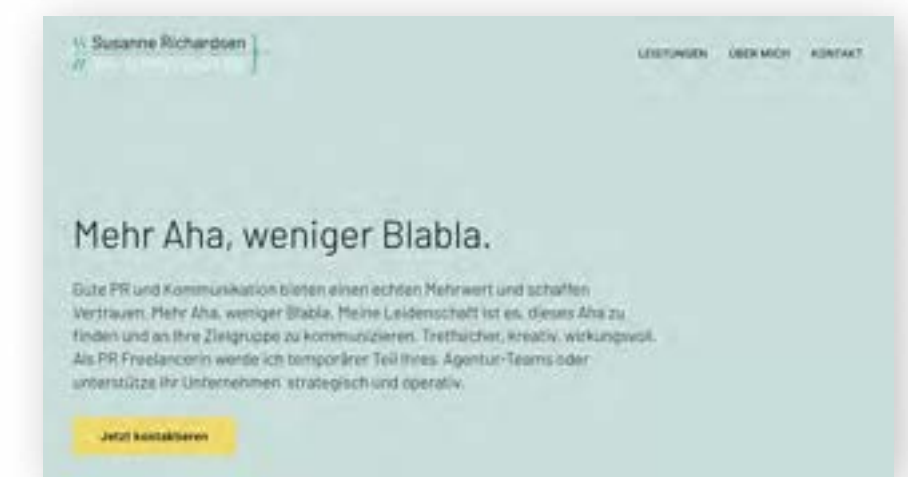 Susanne Richardsen
LEISTUNGEN ÜBER MICH KONTAKT
Mehr Aha, weniger Blabla.
Gute PR und Kommunikation bieten einen echten Mehrwert und schaffen
Vertrauen. Mehr Aha, weniger Blabla. Meine Leidenschaft ist es, dieses Aha zu
finden und an Ihre Zielgruppe zu kommunizieren. Treffsicher, kreativ, wirkungsvoll.
Als PR Freelancerin werde ich temporärer Teil Ihres Agentur-Teams oder
unterstütze Ihr Unternehmen strategisch und operativ.
Jetzt kontaktieren